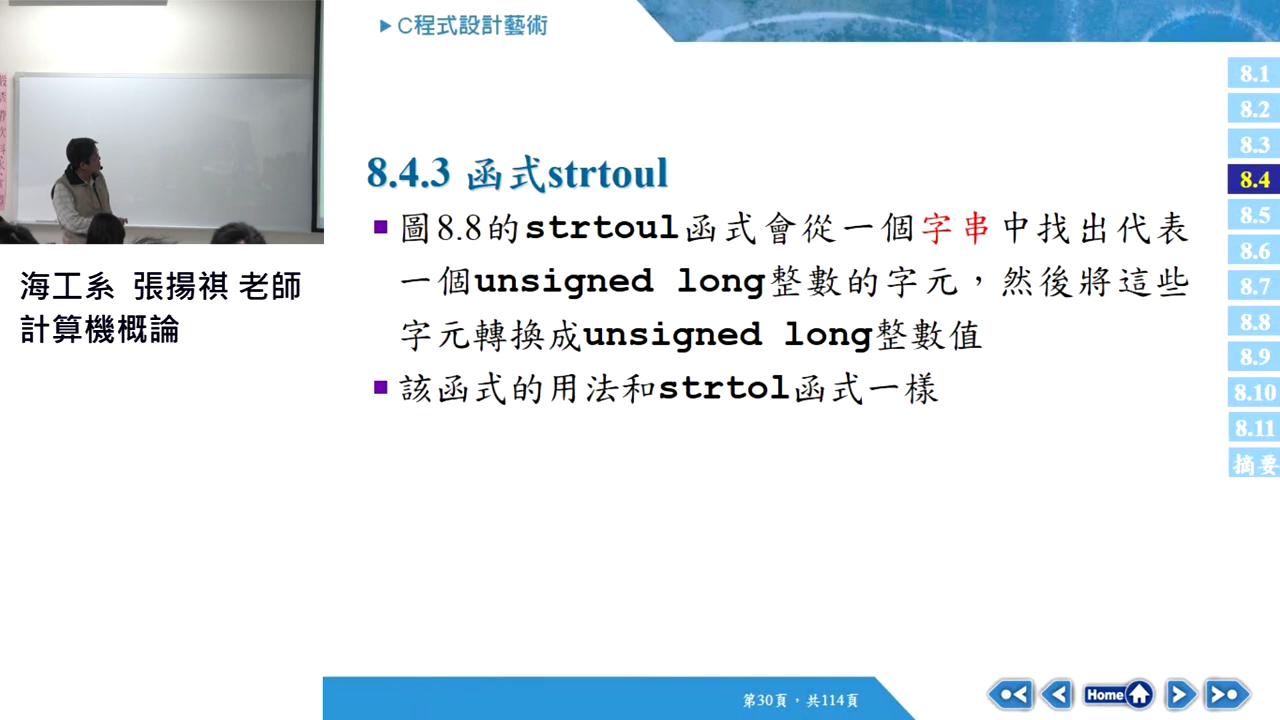 C程式設計藝術
8.4.3 函式strtoul
圖8.8的strtoul函式會從一個字串中找出代表
一個unsigned long整數的字元，然後將這些
字元轉換成unsigned long整數值
該函式的用法和strtol函式一樣
海工系 張揚祺 老師
計算機概論
8.1
8.2
8.3
8.4
8.5
8.6
8.7
8.8
8.9
8.10
8.11
摘要
第30頁，共114頁
Home